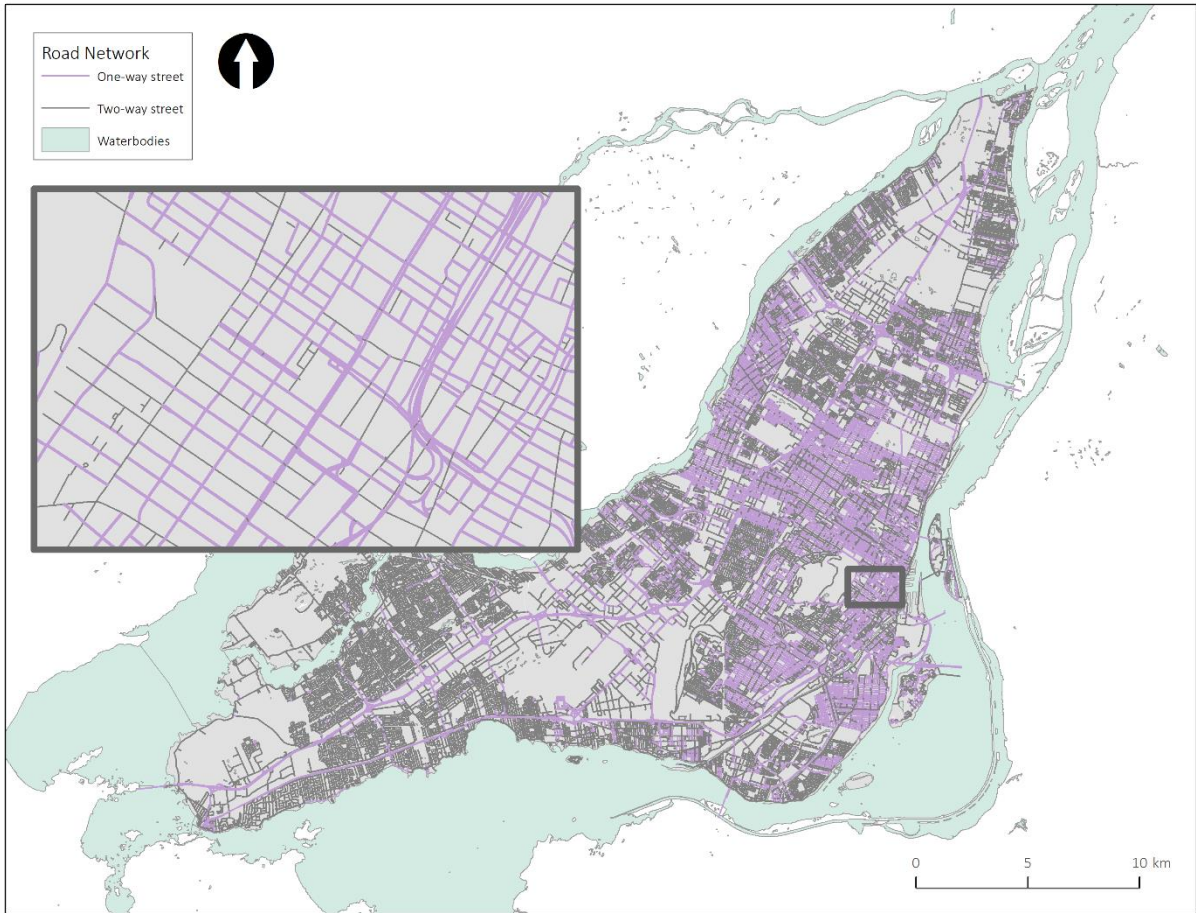 Road Network
One-way street
Two-way street
Waterbodies
0 5 10 km